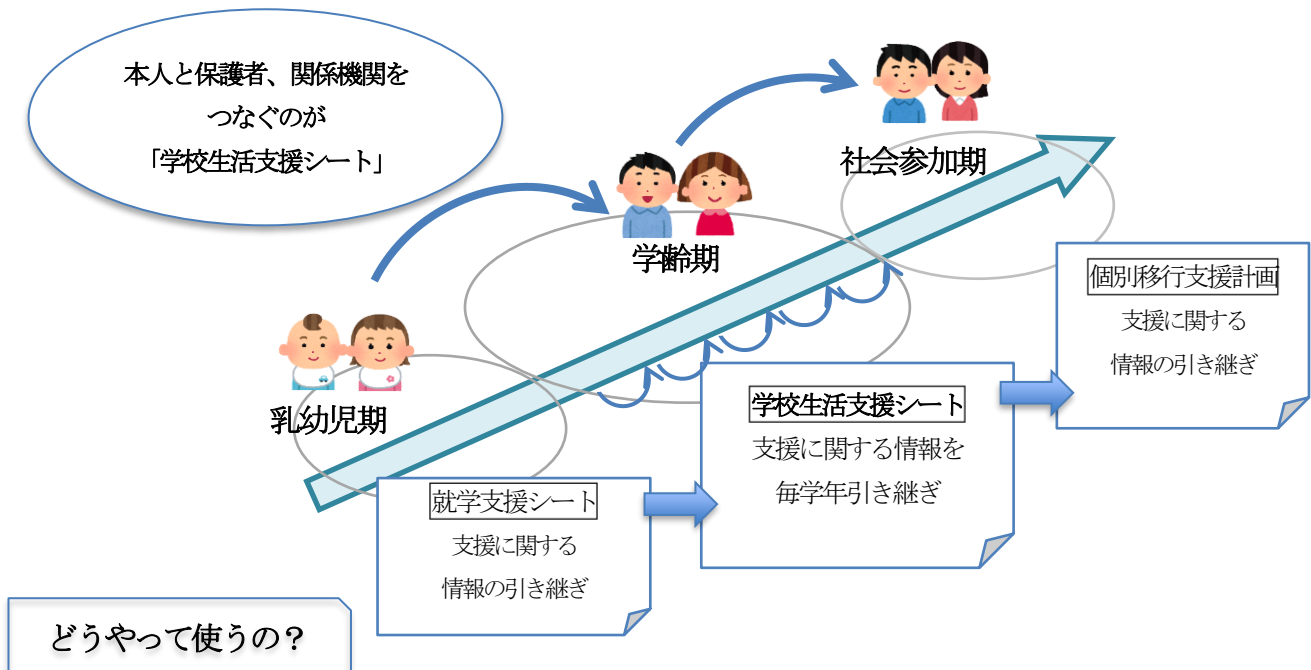 本人と保護者、関係機関を
つなぐのが
「学校生活支援シート」
社会参加期
学齢期
乳幼児期
個別移行支援計画
支援に関する
情報の引き継ぎ
学校生活支援シート
支援に関する情報を
毎学年引き継ぎ
就学支援シート
支援に関する
情報の引き継ぎ
どうやって使うの？